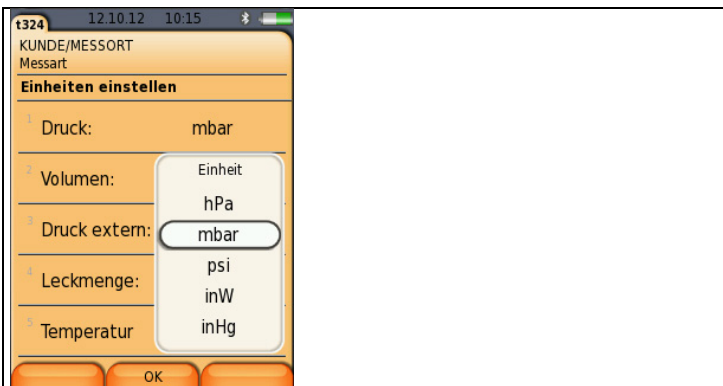 t324 12.10.12 10:15
KUNDE/MESSORT
Messart
Einheiten einstellen
1 Druck: mbar
2 Volumen:
3 Druck extern:
4 Leckmenge:
5 Temperatur
Einheit
hPa
mbar
psi
inW
inHg
OK